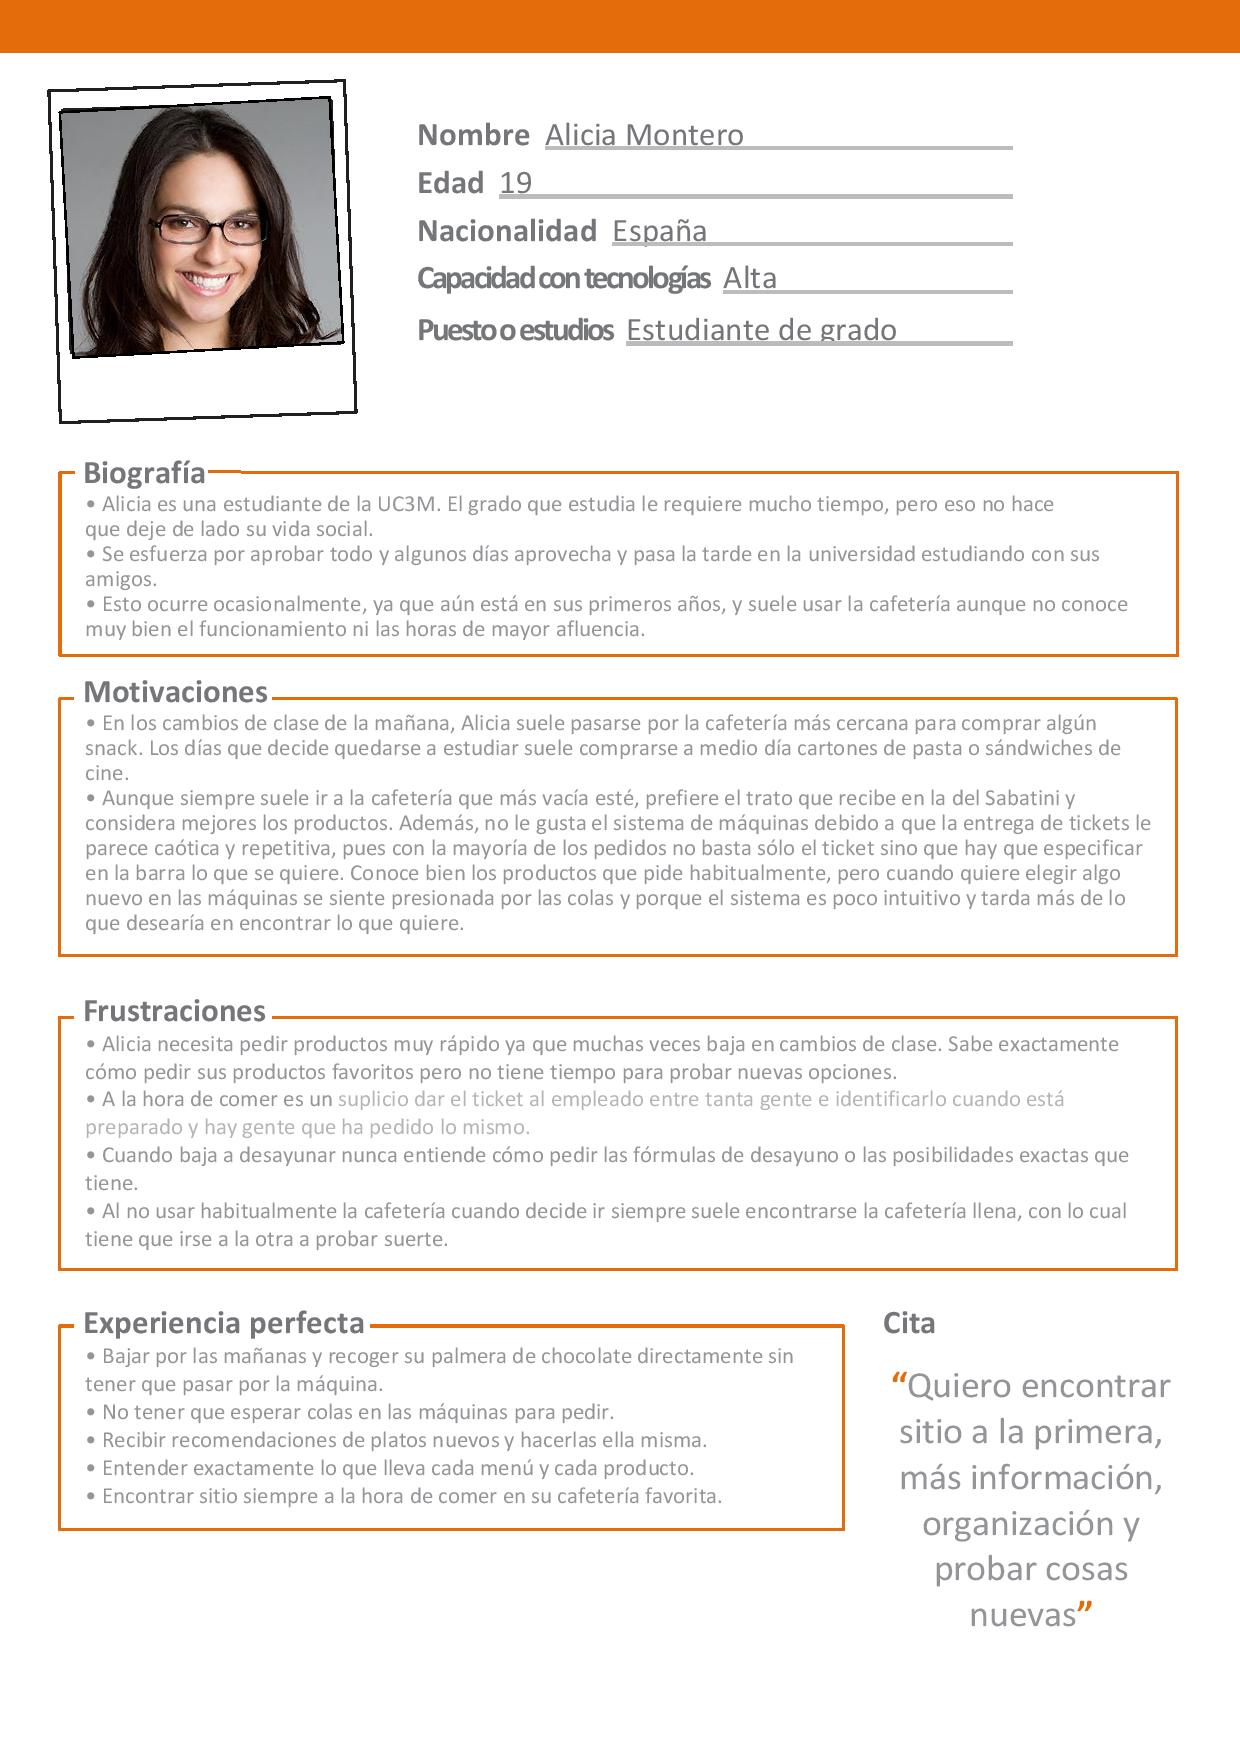 Nombre Alicia Montero
Edad 19
Nacionalidad España
Capacidad con tecnologías Alta
Puesto o estudios Estudiante de grado
Biografía
• Alicia es una estudiante de la UC3M. El grado que estudia le requiere mucho tiempo, pero eso no hace
que deje de lado su vida social.
• Se esfuerza por aprobar todo y algunos días aprovecha y pasa la tarde en la universidad estudiando con sus
amigos.
• Esto ocurre ocasionalmente, ya que aún está en sus primeros años, y suele usar la cafetería aunque no conoce
muy bien el funcionamiento ni las horas de mayor afluencia.
Motivaciones
• En los cambios de clase de la mañana, Alicia suele pasarse por la cafetería más cercana para comprar algún
snack. Los días que decide quedarse a estudiar suele comprarse a medio día cartones de pasta o sándwiches de
cine.
• Aunque siempre suele ir a la cafetería que más vacía esté, prefiere el trato que recibe en la del Sabatini y
considera mejores los productos. Además, no le gusta el sistema de máquinas debido a que la entrega de tickets le
parece caótica y repetitiva, pues con la mayoría de los pedidos no basta sólo el ticket sino que hay que especificar
en la barra lo que se quiere. Conoce bien los productos que pide habitualmente, pero cuando quiere elegir algo
nuevo en las máquinas se siente presionada por las colas y porque el sistema es poco intuitivo y tarda más de lo
que desearía en encontrar lo que quiere.
Frustraciones
• Alicia necesita pedir productos muy rápido ya que muchas veces baja en cambios de clase. Sabe exactamente
cómo pedir sus productos favoritos pero no tiene tiempo para probar nuevas opciones.
• A la hora de comer es un suplicio dar el ticket al empleado entre tanta gente e identificarlo cuando está
preparado y hay gente que ha pedido lo mismo.
• Cuando baja a desayunar nunca entiende cómo pedir las fórmulas de desayuno o las posibilidades exactas que
tiene.
• Al no usar habitualmente la cafetería cuando decide ir siempre suele encontrarse la cafetería llena, con lo cual
tiene que irse a la otra a probar suerte.
Experiencia perfecta
• Bajar por las mañanas y recoger su palmera de chocolate directamente sin
tener que pasar por la máquina.
• No tener que esperar colas en las máquinas para pedir.
• Recibir recomendaciones de platos nuevos y hacerlas ella misma.
• Entender exactamente lo que lleva cada menú y cada producto.
• Encontrar sitio siempre a la hora de comer en su cafetería favorita.
Cita
“Quiero encontrar
sitio a la primera,
más información,
organización y
probar cosas
nuevas”